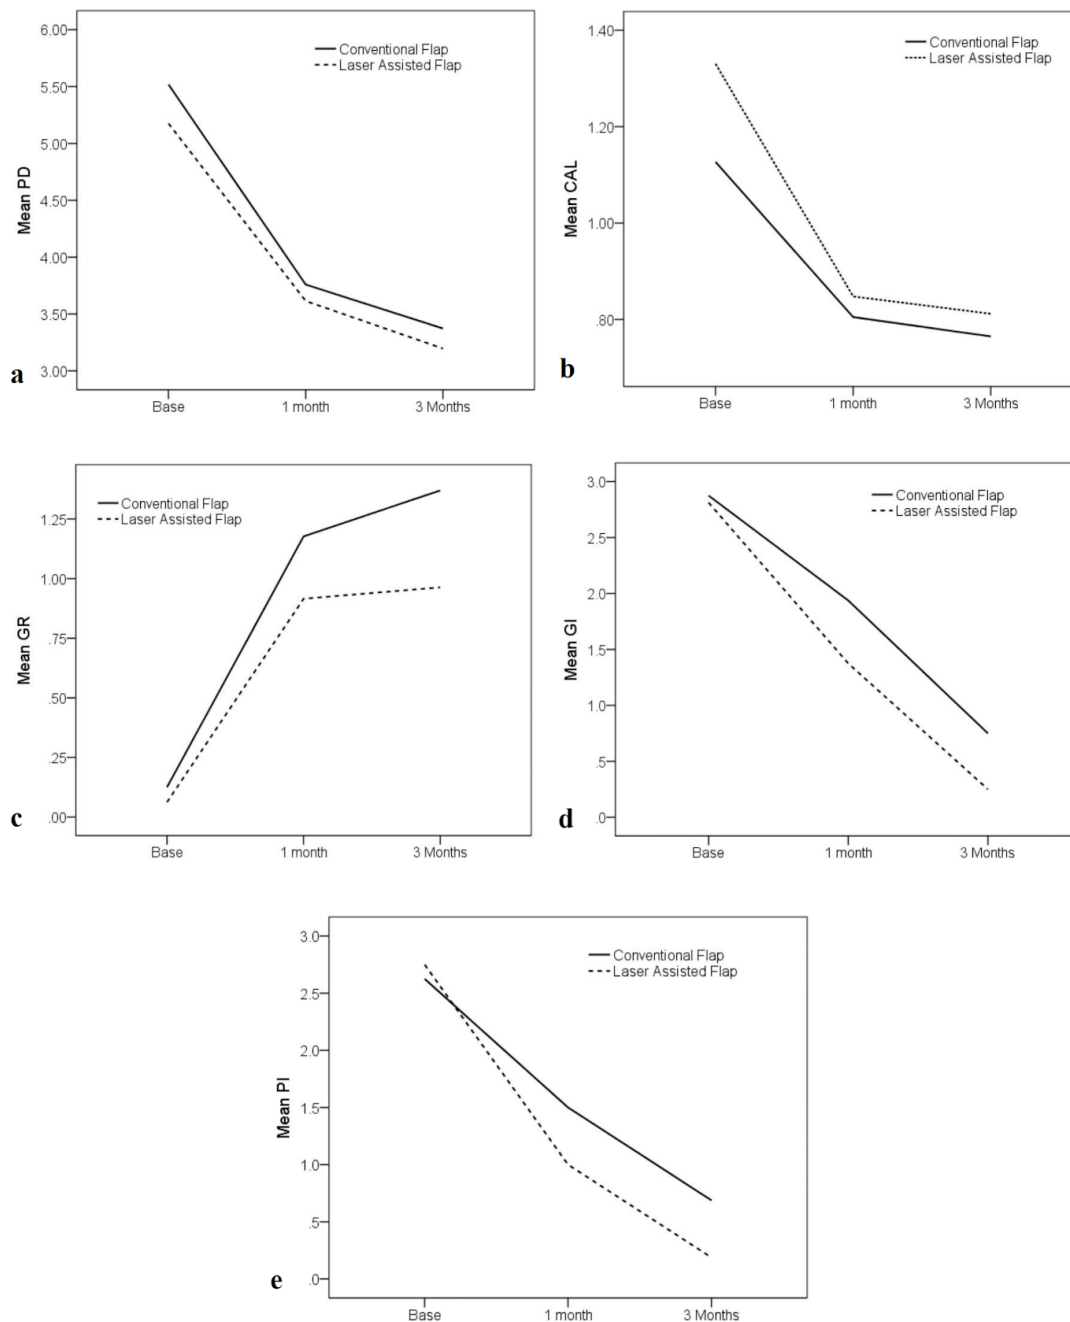 6.00
5.50
5.00
4.50
4.00
3.50
3.00
Mean PD
Conventional Flap
Laser Assisted Flap
Base
1 month
3 Months
a
1.40
1.20
1.00
.80
Mean CAL
Conventional Flap
Laser Assisted Flap
Base
1 month
3 Months
b
1.25
1.00
.75
.50
.25
.00
Mean GR
Conventional Flap
Laser Assisted Flap
Base
1 month
3 Months
c
3.0
2.5
2.0
1.5
1.0
.5
.0
Mean GI
Conventional Flap
Laser Assisted Flap
Base
1 month
3 Months
d
3.0
2.5
2.0
1.5
1.0
.5
.0
Mean PI
Conventional Flap
Laser Assisted Flap
Base
1 month
3 Months
e